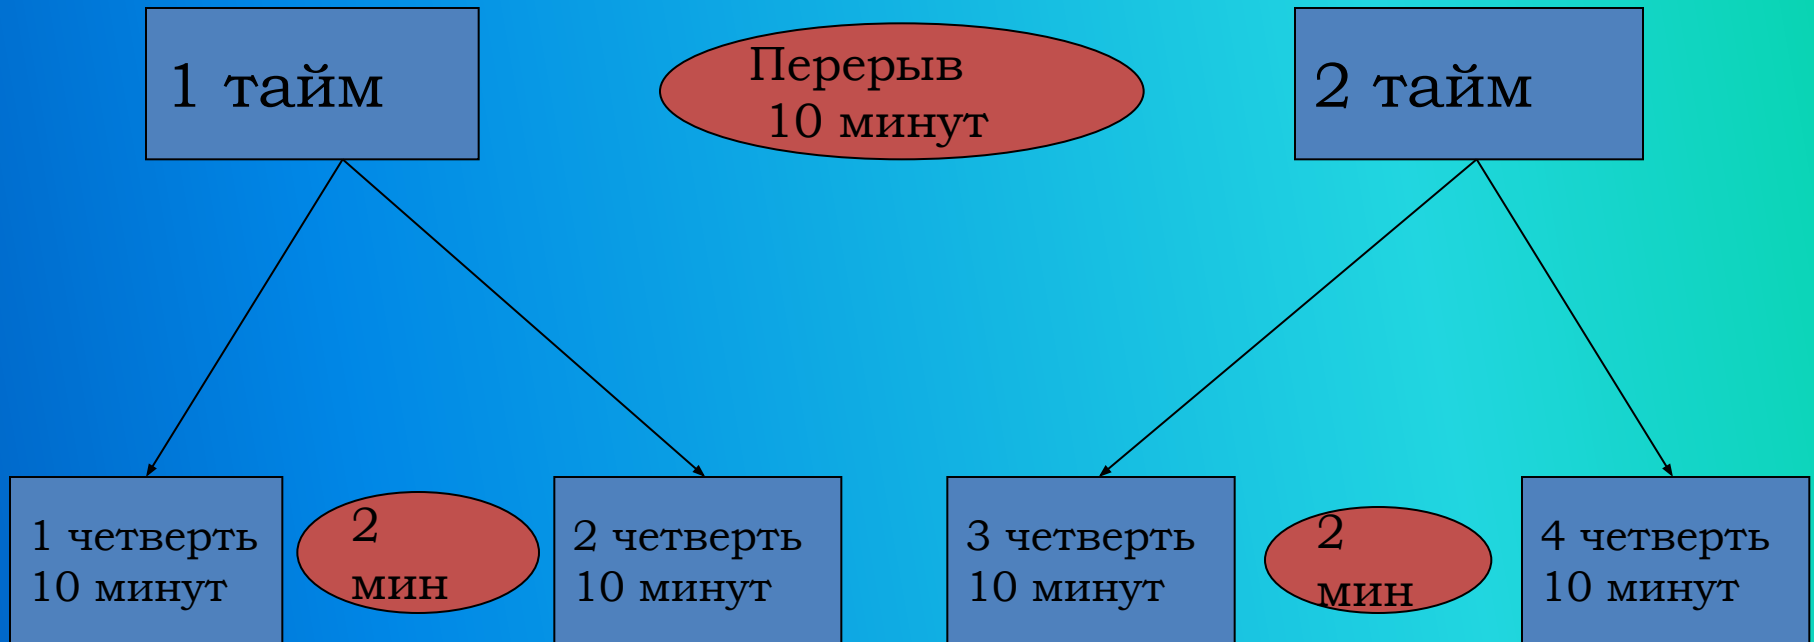 1 тайм
Перерыв
10 минут
2 тайм
1 четверть
10 минут
2
мин
2 четверть
10 минут
3 четверть
10 минут
2
мин
4 четверть
10 минут